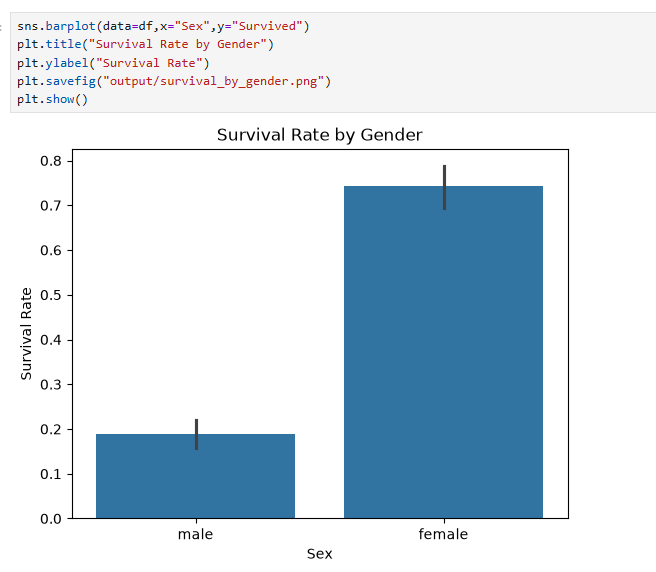 sns.barplot(data=df,x="Sex",y="Survived")
plt.title("Survival Rate by Gender")
plt.ylabel("Survival Rate")
plt.savefig("output/survival_by_gender.png")
plt.show()
Survival Rate by Gender
0.8
0.7
0.6
0.5
0.4
0.3
0.2
0.1
0.0
Survival Rate
male female
Sex